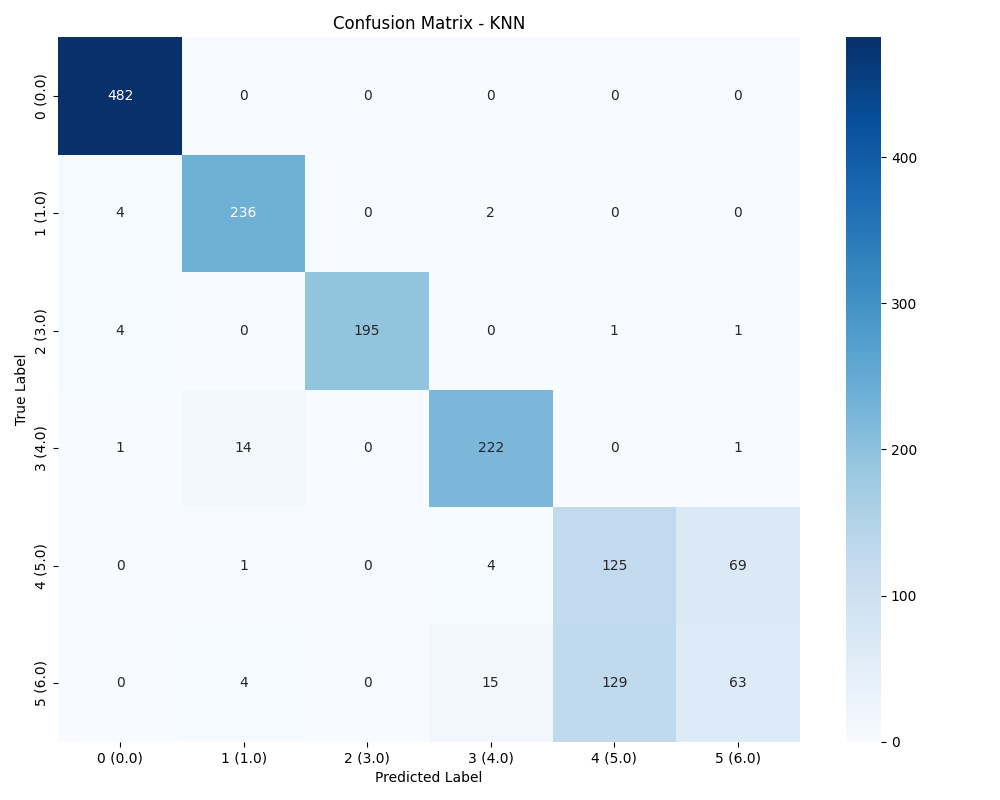 Confusion Matrix - KNN
True Label
0 (0.0) 482 0 0 0 0 0
1 (1.0) 4 236 0 2 0 0
2 (3.0) 4 0 195 0 1 1
3 (4.0) 1 14 0 222 0 1
4 (5.0) 0 1 0 4 125 69
5 (6.0) 0 4 0 15 129 63
0 (0.0) 1 (1.0) 2 (3.0) 3 (4.0) 4 (5.0) 5 (6.0)
Predicted Label
400
300
200
100
0